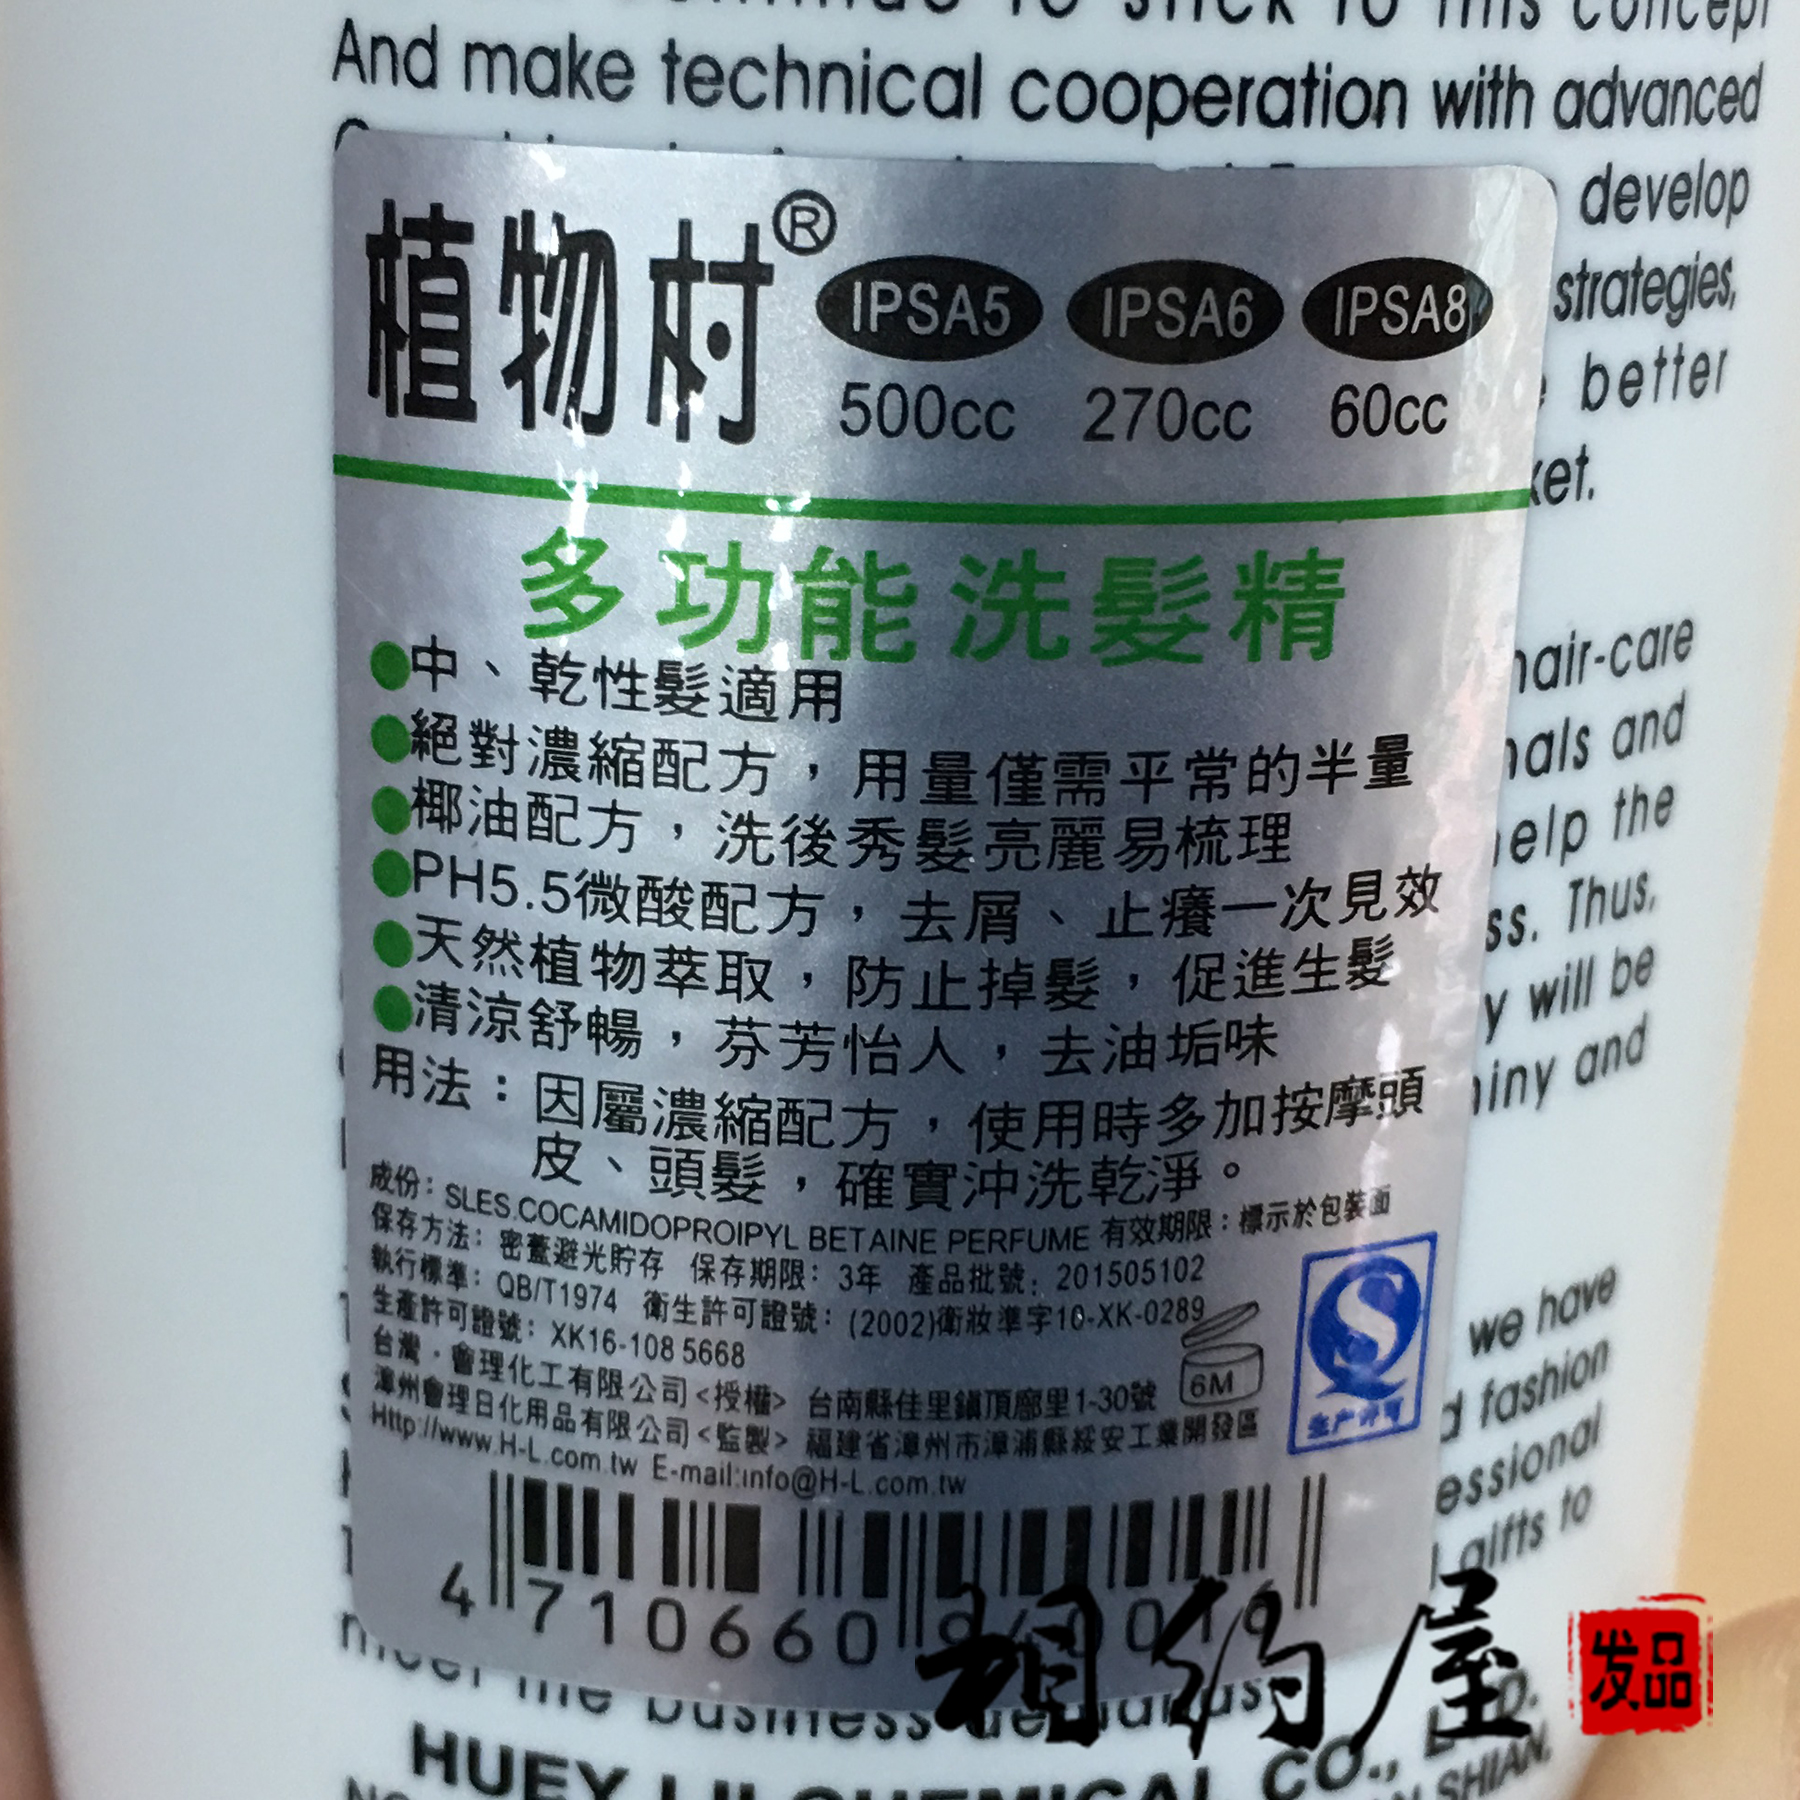 And make technical cooperation with advanced
develop
植物村®
IPSA5 IPSA6 IPSA8
strategies,
500cc 270cc 60cc
better
多功能洗髮精
●中、乾性髮適用
hair-care
●絕對濃縮配方，用量僅需平常的半量
and
●椰油配方，洗後秀髮亮麗易梳理
help the
●PH5.5微酸配方，去屑、止癢一次見效
Thus,
●天然植物萃取，防止掉髮，促進生髮
will be
●清涼舒暢，芬芳怡人，去油垢味
and
用法：因屬濃縮配方，使用時多加按摩頭
皮、頭髮，確實沖洗乾淨。
成份：SLES.COCAMIDOPROIPYL BETAINE PERFUME 有效期限：標示於包裝面
保存方法：密蓋避光貯存 保存期限：3年 產品批號：201505102
執行標準：QB/T1974 衛生許可證號：(2002)衛妝準字10-XK-0289
生產許可證號：XK16-108 5668
we have
台灣·會理化工有限公司<授權> 台南縣佳里鎮頂廍里1-30號
6M
生产许可
fashion
漳州會理日化用品有限公司<監製> 福建省漳州市漳浦縣綏安工業開發區
Http://www.H-L.com.tw E-mail:info@H-L.com.tw
gifts to
4 710660
相约屋
发品
business
HUEY
CHEMICAL CO.,
SHIAN,